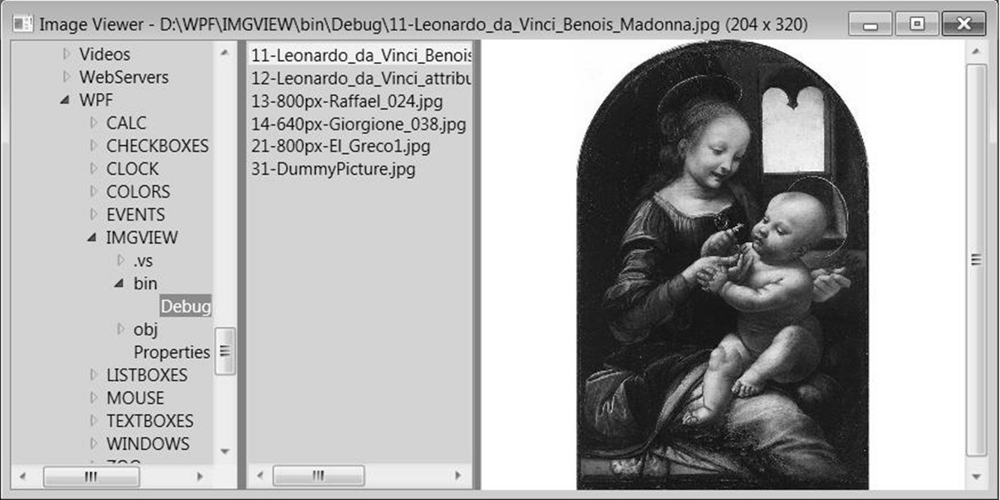 Image Viewer - D:\WPF\IMGVIEW\bin\Debug\11-Leonardo_da_Vinci_Benois_Madonna.jpg (204 x 320)
Videos
WebServers
WPF
CALC
CHECKBOXES
CLOCK
COLORS
EVENTS
IMGVIEW
.vs
bin
Debug
obj
Properties
LISTBOXES
MOUSE
TEXTBOXES
WINDOWS
11-Leonardo_da_Vinci_Benois
12-Leonardo_da_Vinci_attribu
13-800px-Raffael_024.jpg
14-640px-Giorgione_038.jpg
21-800px-El_Greco1.jpg
31-DummyPicture.jpg